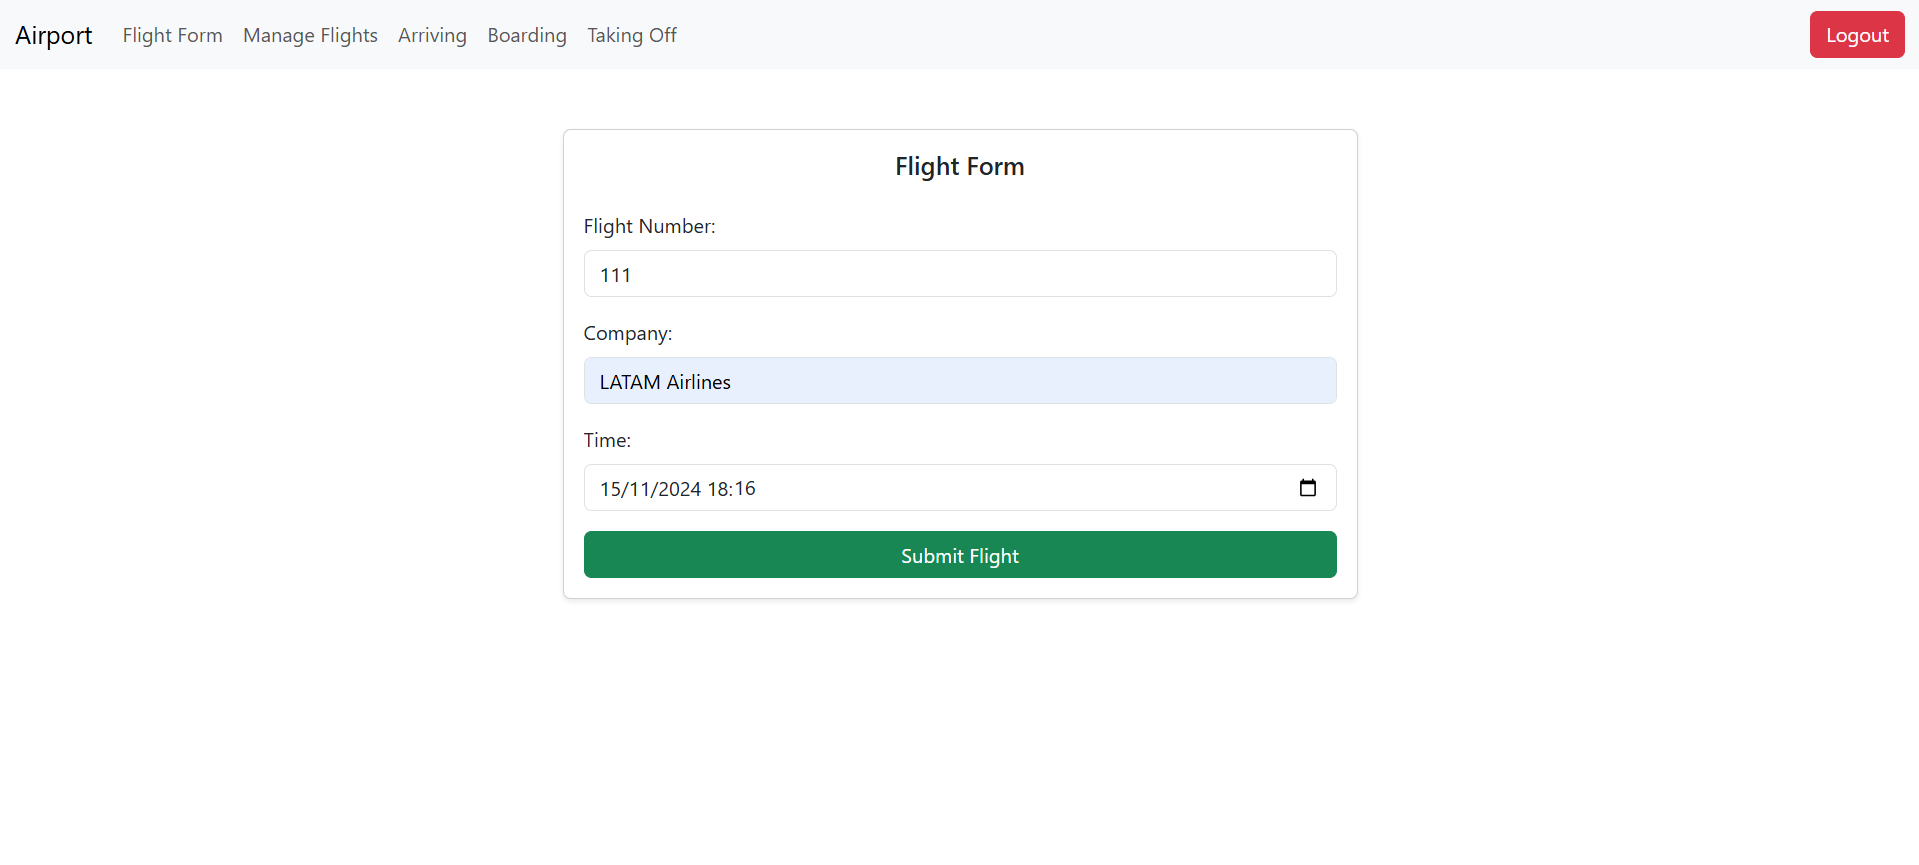 Airport Flight Form Manage Flights Arriving Boarding Taking Off Logout
Flight Form
Flight Number:
111
Company:
LATAM Airlines
Time:
15/11/2024 18:16
Submit Flight